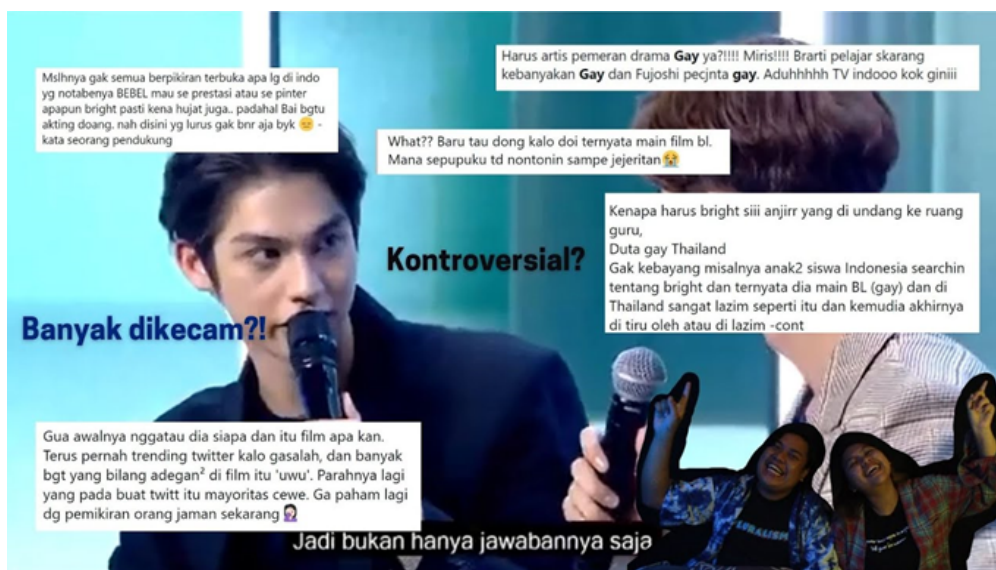 Mslhnya gak semua berpikiran terbuka apa lg di indo
yg notabenya BEBEL mau se prestasi atau se pinter
apapun bright pasti kena hujat juga.. padahal Bai bgtu
akting doang. nah disini yg lurus gak bnr aja byk 😑 -
kata seorang pendukung
Harus artis pemeran drama Gay ya?!!!! Miris!!!! Brarti pelajar skarang
kebanyakan Gay dan Fujoshi pecjnta gay. Aduhhhhh TV indooo kok giniii
What?? Baru tau dong kalo doi ternyata main film bl.
Mana sepupuku td nontonin sampe jejeritan😭
Kenapa harus bright siii anjirr yang di undang ke ruang
guru,
Duta gay Thailand
Gak kebayang misalnya anak2 siswa Indonesia searchin
tentang bright dan ternyata dia main BL (gay) dan di
Thailand sangat lazim seperti itu dan kemudia akhirnya
di tiru oleh atau di lazim -cont
Kontroversial?
Banyak dikecam?!
Gua awalnya nggatau dia siapa dan itu film apa kan.
Terus pernah trending twitter kalo gasalah, dan banyak
bgt yang bilang adegan² di film itu 'uwu'. Parahnya lagi
yang pada buat twitt itu mayoritas cewe. Ga paham lagi
dg pemikiran orang jaman sekarang 🤦🏻‍♀️
PLURALISM
Jadi bukan hanya jawabannya saja